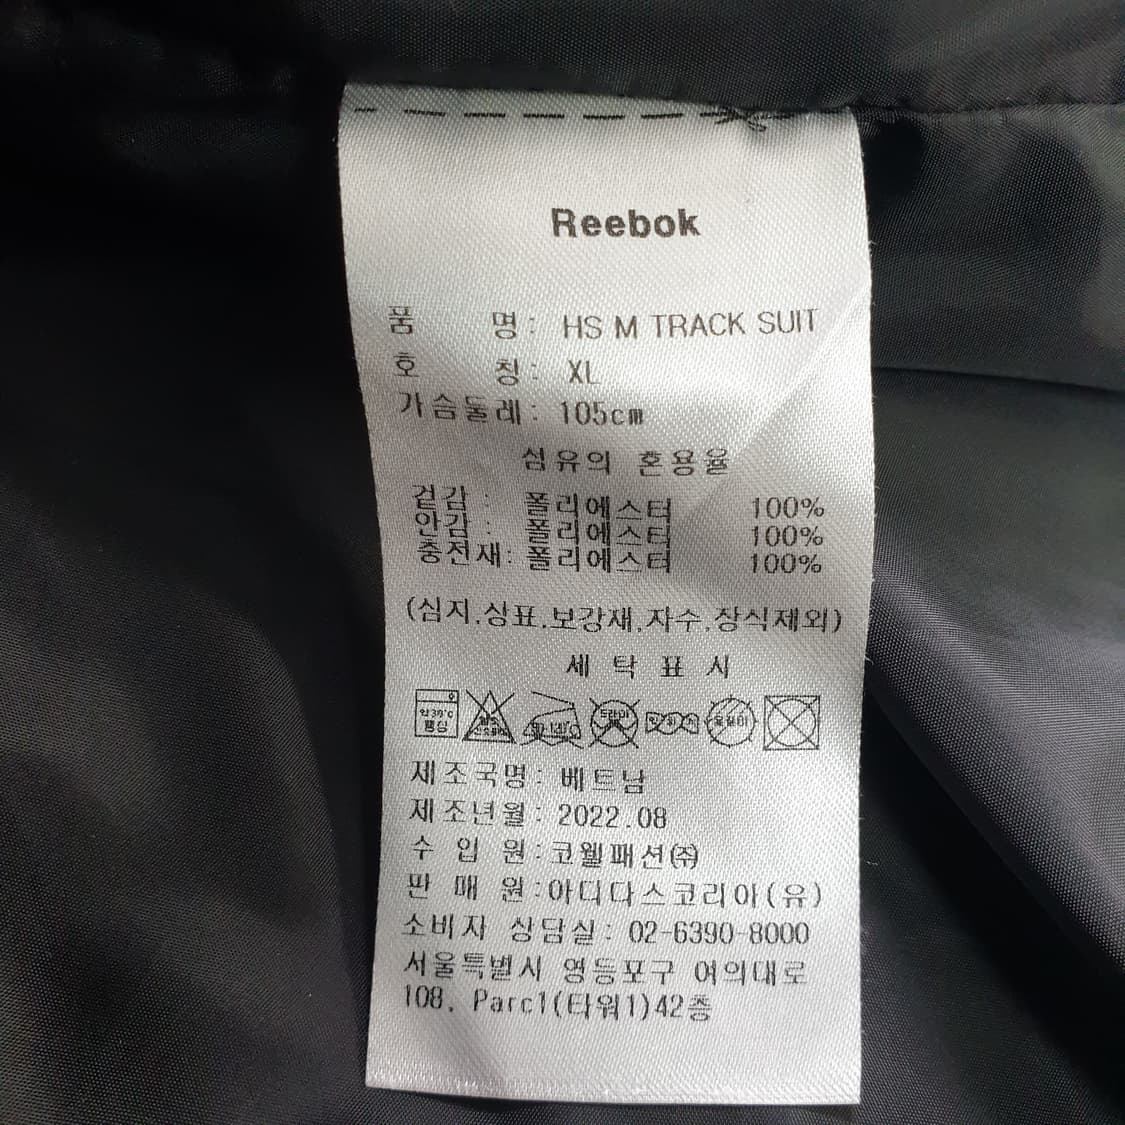 Reebok
품 명 : HS M TRACK SUIT
호 칭 : XL
가슴둘레 : 105cm
섬유의 혼용율
겉감 : 폴리에스터 100%
안감 : 폴리에스터 100%
충전재: 폴리에스터 100%
(심지,상표,보강재,자수,장식제외)
세 탁 표 시
약30℃
제조국명 : 베트남
제조년월 : 2022.08
수 입 원 : 코웰패션㈜
판 매 원 :아디다스코리아(유)
소비자 상담실 : 02-6390-8000
서울특별시 영등포구 여의대로
108, Parc1(타워1)42층